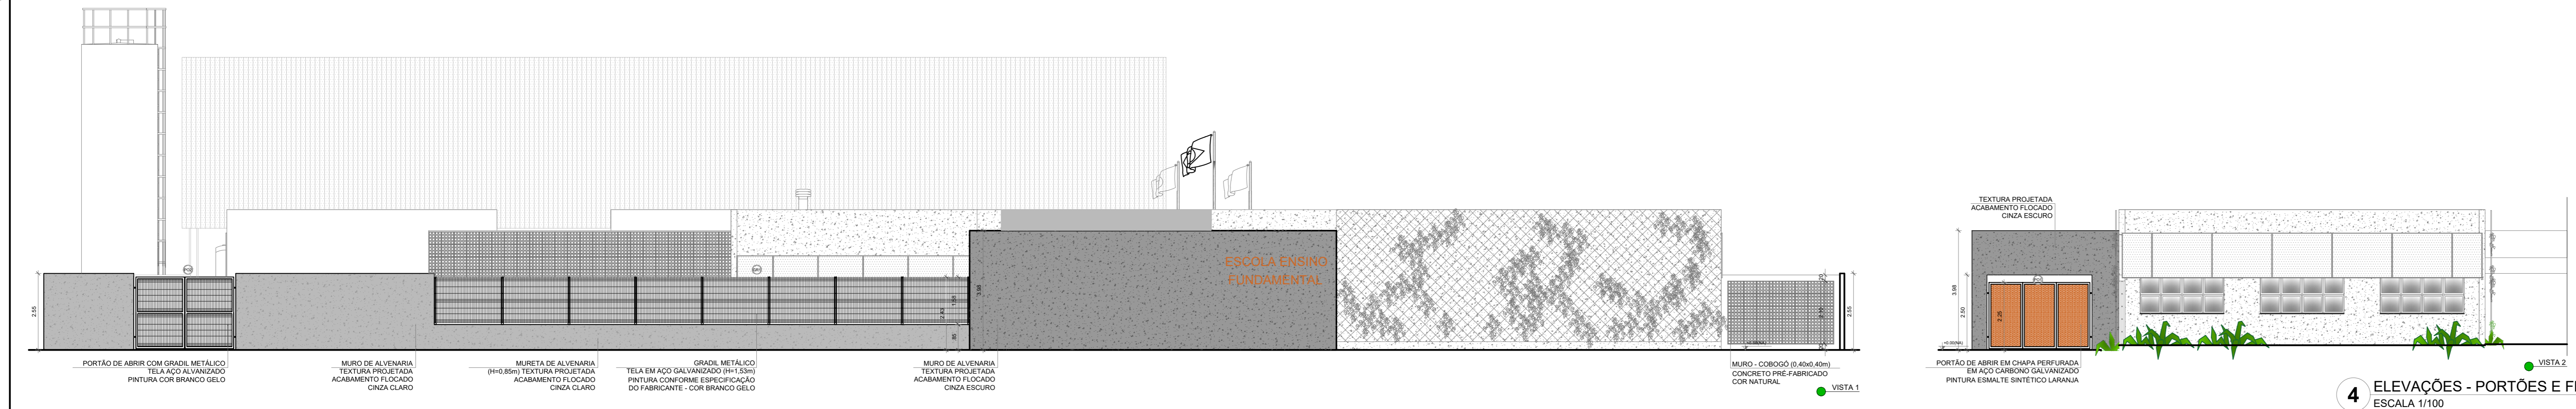 ESCOLA ENSINO
FUNDAMENTAL
2.55
2.43
1.58
.85
3.98
.20
.20
2.55
PORTÃO DE ABRIR COM GRADIL METÁLICO
TELA AÇO ALVANIZADO
PINTURA COR BRANCO GELO
MURO DE ALVENARIA
TEXTURA PROJETADA
ACABAMENTO FLOCADO
CINZA CLARO
MURETA DE ALVENARIA
(H=0,85m) TEXTURA PROJETADA
ACABAMENTO FLOCADO
CINZA CLARO
GRADIL METÁLICO
TELA EM AÇO GALVANIZADO (H=1,53m)
PINTURA CONFORME ESPECIFICAÇÃO
DO FABRICANTE - COR BRANCO GELO
MURO DE ALVENARIA
TEXTURA PROJETADA
ACABAMENTO FLOCADO
CINZA ESCURO
MURO - COBOGÓ (0,40x0,40m)
CONCRETO PRÉ-FABRICADO
COR NATURAL
VISTA 1
TEXTURA PROJETADA
ACABAMENTO FLOCADO
CINZA ESCURO
3.98
2.50
2.25
PORTÃO DE ABRIR EM CHAPA PERFURADA
EM AÇO CARBONO GALVANIZADO
PINTURA ESMALTE SINTÉTICO LARANJA
VISTA 2
4
ELEVAÇÕES - PORTÕES E
ESCALA 1/100